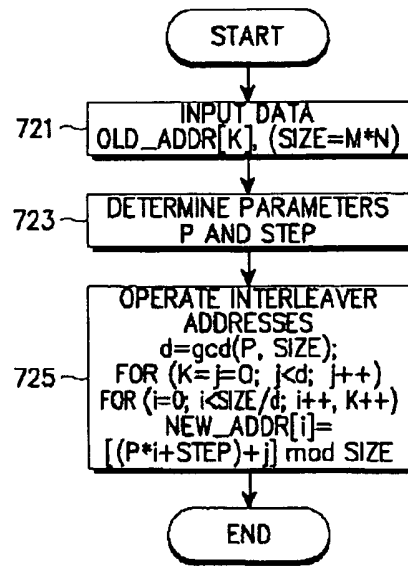 START
721
INPUT DATA
OLD_ADDR[K], (SIZE=M*N)
723
DETERMINE PARAMETERS
P AND STEP
725
OPERATE INTERLEAVER
ADDRESSES
d=gcd(P, SIZE);
FOR (K=j=0; j<d; j++)
FOR (i=0; i<SIZE/d; i++, K++)
NEW_ADDR[i]=
[(P*i+STEP)+j] mod SIZE
END